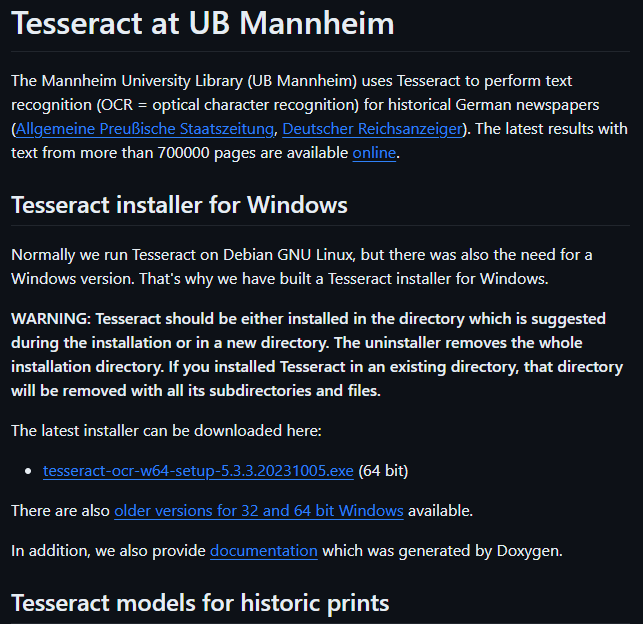 Tesseract at UB Mannheim
The Mannheim University Library (UB Mannheim) uses Tesseract to perform text
recognition (OCR = optical character recognition) for historical German newspapers
(Allgemeine Preußische Staatszeitung, Deutscher Reichsanzeiger). The latest results with
text from more than 700000 pages are available online.
Tesseract installer for Windows
Normally we run Tesseract on Debian GNU Linux, but there was also the need for a
Windows version. That's why we have built a Tesseract installer for Windows.
WARNING: Tesseract should be either installed in the directory which is suggested
during the installation or in a new directory. The uninstaller removes the whole
installation directory. If you installed Tesseract in an existing directory, that directory
will be removed with all its subdirectories and files.
The latest installer can be downloaded here:
• tesseract-ocr-w64-setup-5.3.3.20231005.exe (64 bit)
There are also older versions for 32 and 64 bit Windows available.
In addition, we also provide documentation which was generated by Doxygen.
Tesseract models for historic prints